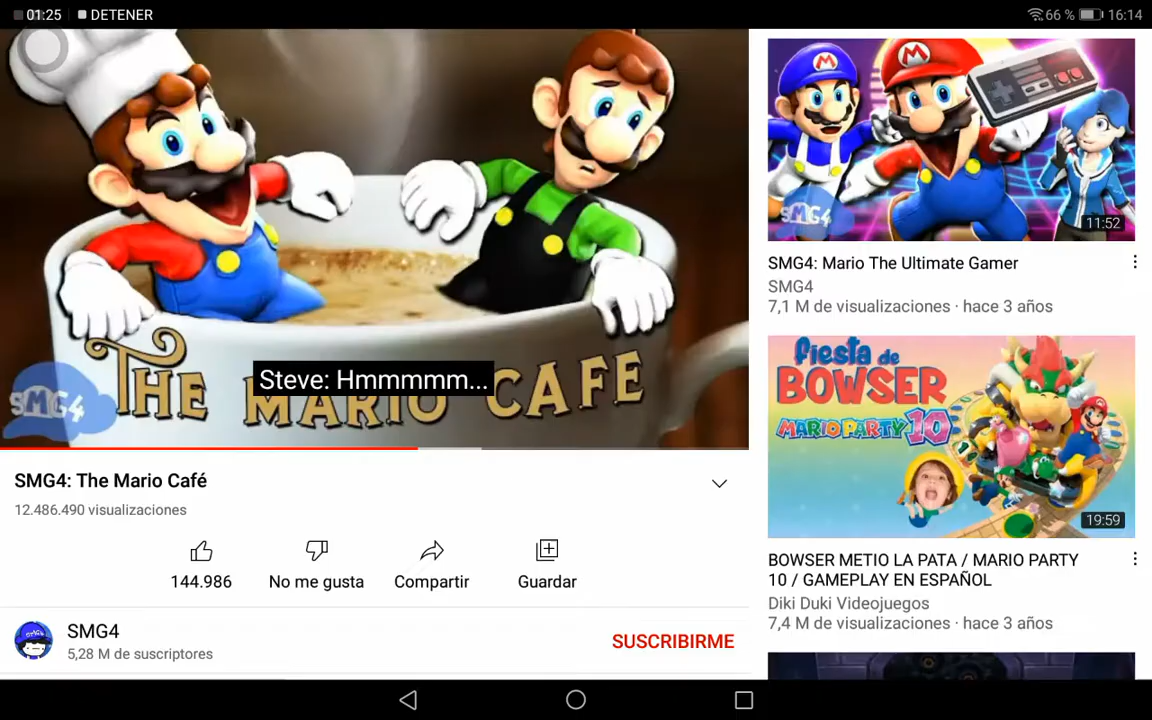 01:25 DETENER 66 % 16:14
THE MARIO CAFE
Steve: Hmmmmm...
SMG4
SMG4: The Mario Café
12.486.490 visualizaciones
144.986 No me gusta Compartir Guardar
SMG4
5,28 M de suscriptores
SUSCRIBIRME
SMG4
11:52
SMG4: Mario The Ultimate Gamer
SMG4
7,1 M de visualizaciones · hace 3 años
fiesta de
BOWSER
MARIO PARTY 10
19:59
BOWSER METIO LA PATA / MARIO PARTY
10 / GAMEPLAY EN ESPAÑOL
Diki Duki Videojuegos
7,4 M de visualizaciones · hace 3 años